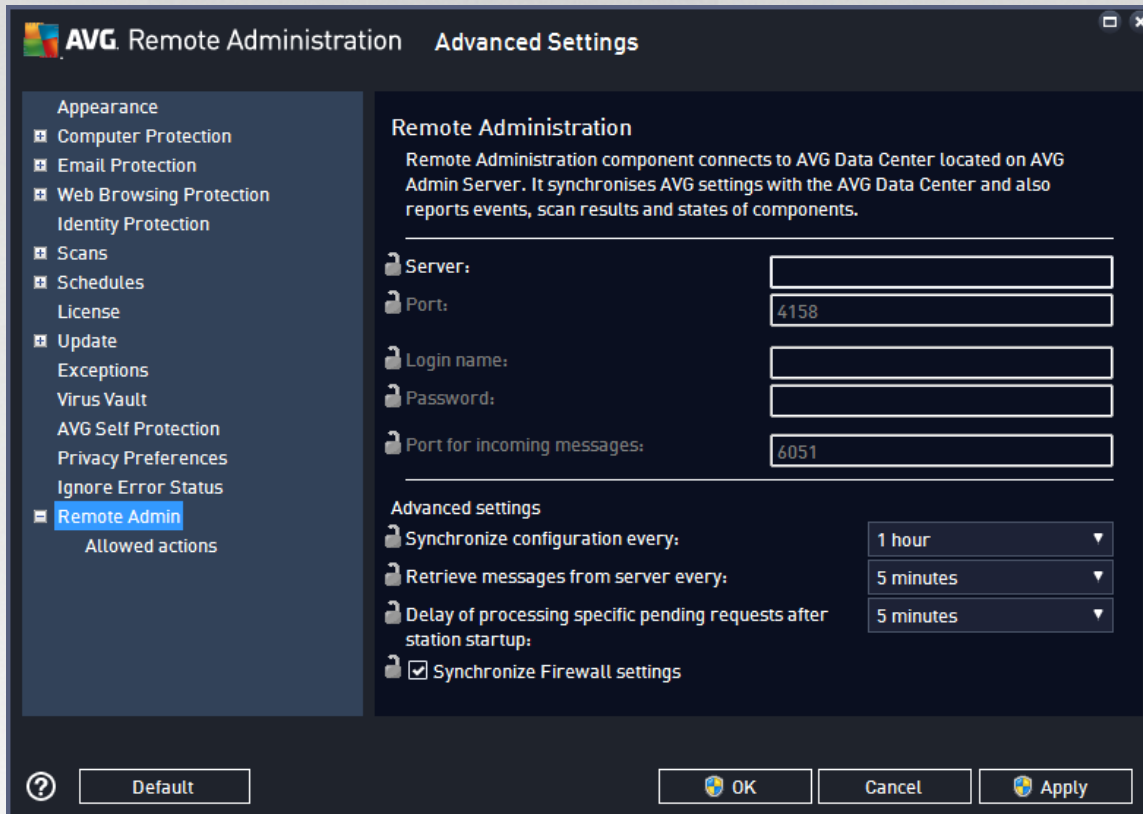 AVG. Remote Administration Advanced Settings
Appearance
Computer Protection
Email Protection
Web Browsing Protection
Identity Protection
Scans
Schedules
License
Update
Exceptions
Virus Vault
AVG Self Protection
Privacy Preferences
Ignore Error Status
Remote Admin
Allowed actions
Remote Administration
Remote Administration component connects to AVG Data Center located on AVG
Admin Server. It synchronises AVG settings with the AVG Data Center and also
reports events, scan results and states of components.
Server:
Port: 4158
Login name:
Password:
Port for incoming messages: 6051
Advanced settings
Synchronize configuration every: 1 hour
Retrieve messages from server every: 5 minutes
Delay of processing specific pending requests after 5 minutes
station startup:
Synchronize Firewall settings
? Default OK Cancel Apply